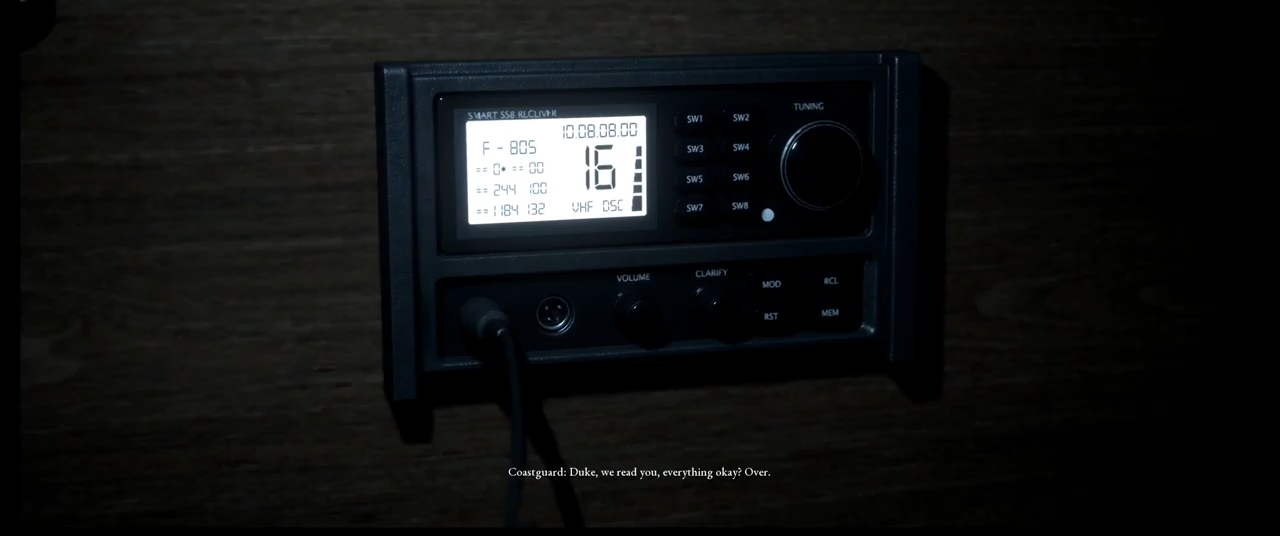 SMART SSB RECEIVER
10.08.08.00
F - 805
16
== 0• == 00
== 244 100
== 1184 132
VHF DSC
SW1 SW2
SW3 SW4
SW5 SW6
SW7 SW8
TUNING
VOLUME
CLARIFY
MOD
RCL
RST
MEM
Coastguard: Duke, we read you, everything okay? Over.